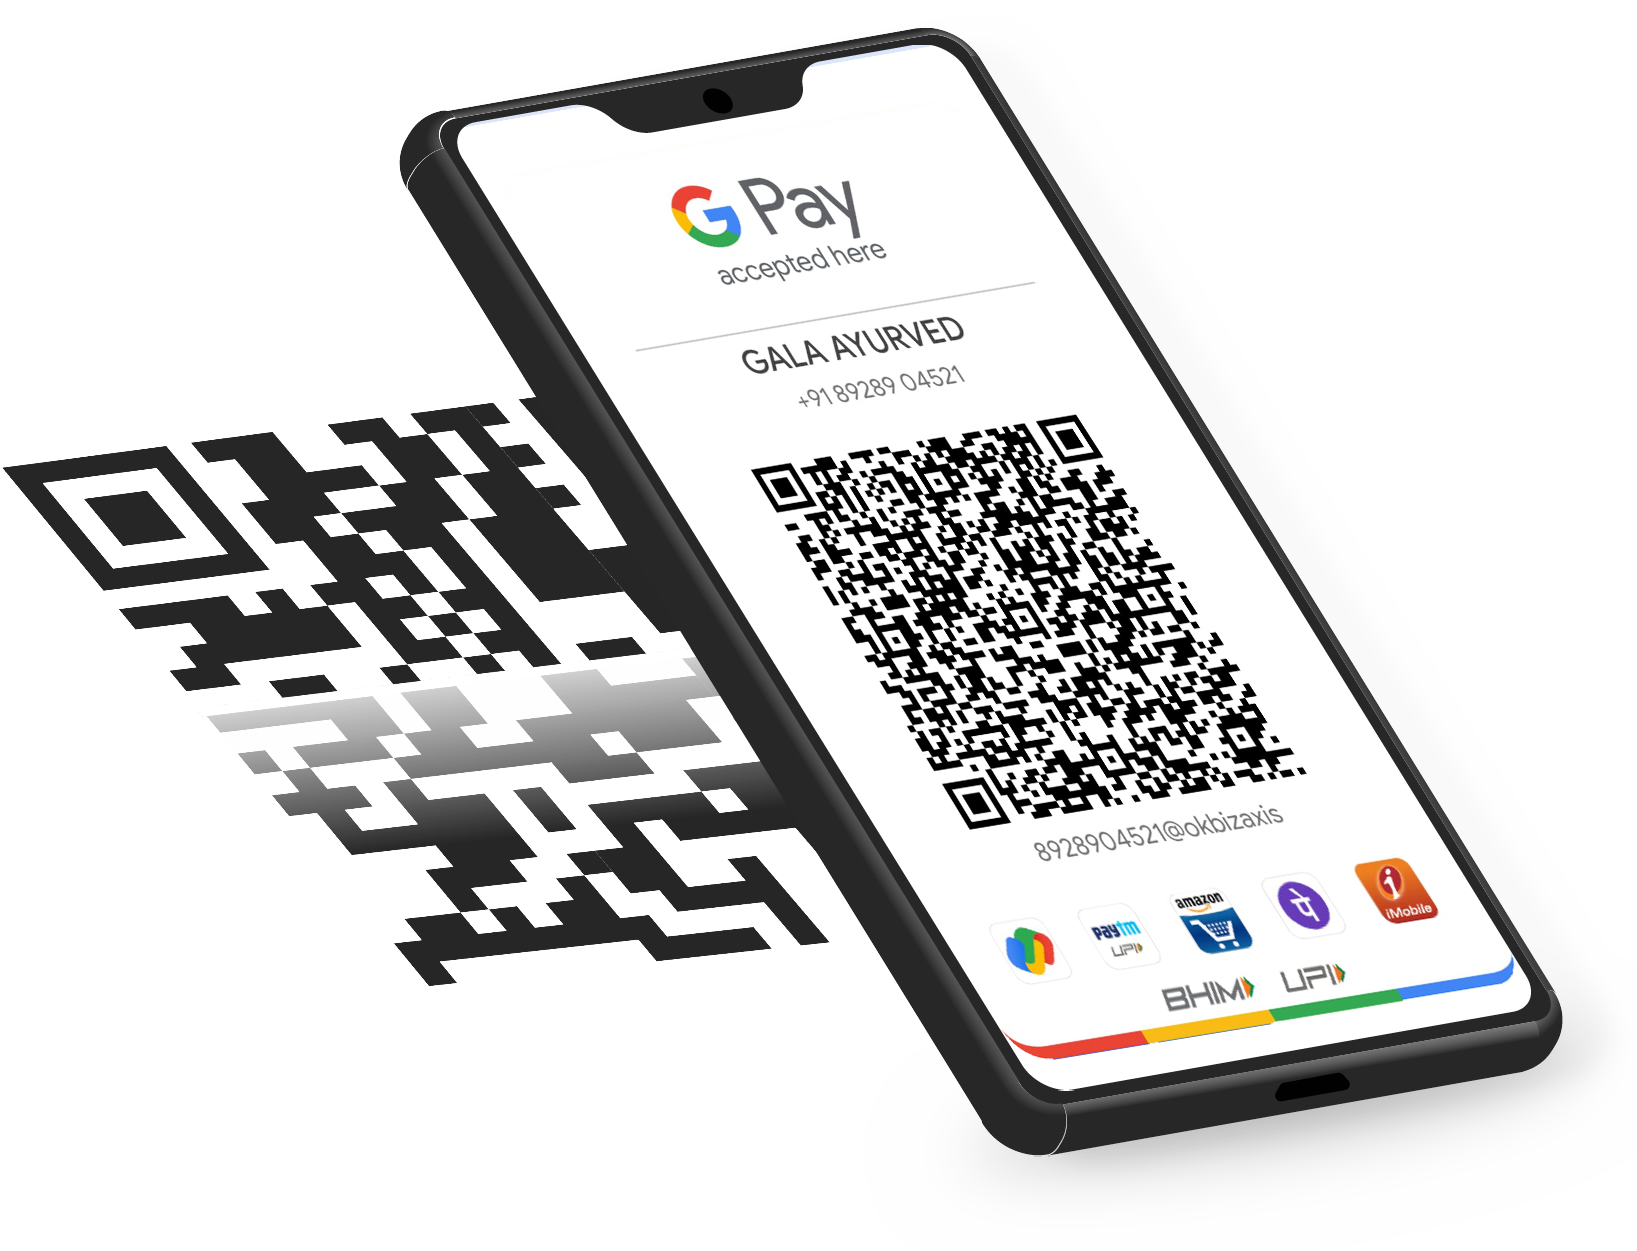 G Pay
accepted here
GALA AYURVED
+91 89289 04521
8928904521@okbizaxis
paytm
UPI
amazon
पे
i
iMobile
BHIM UPI